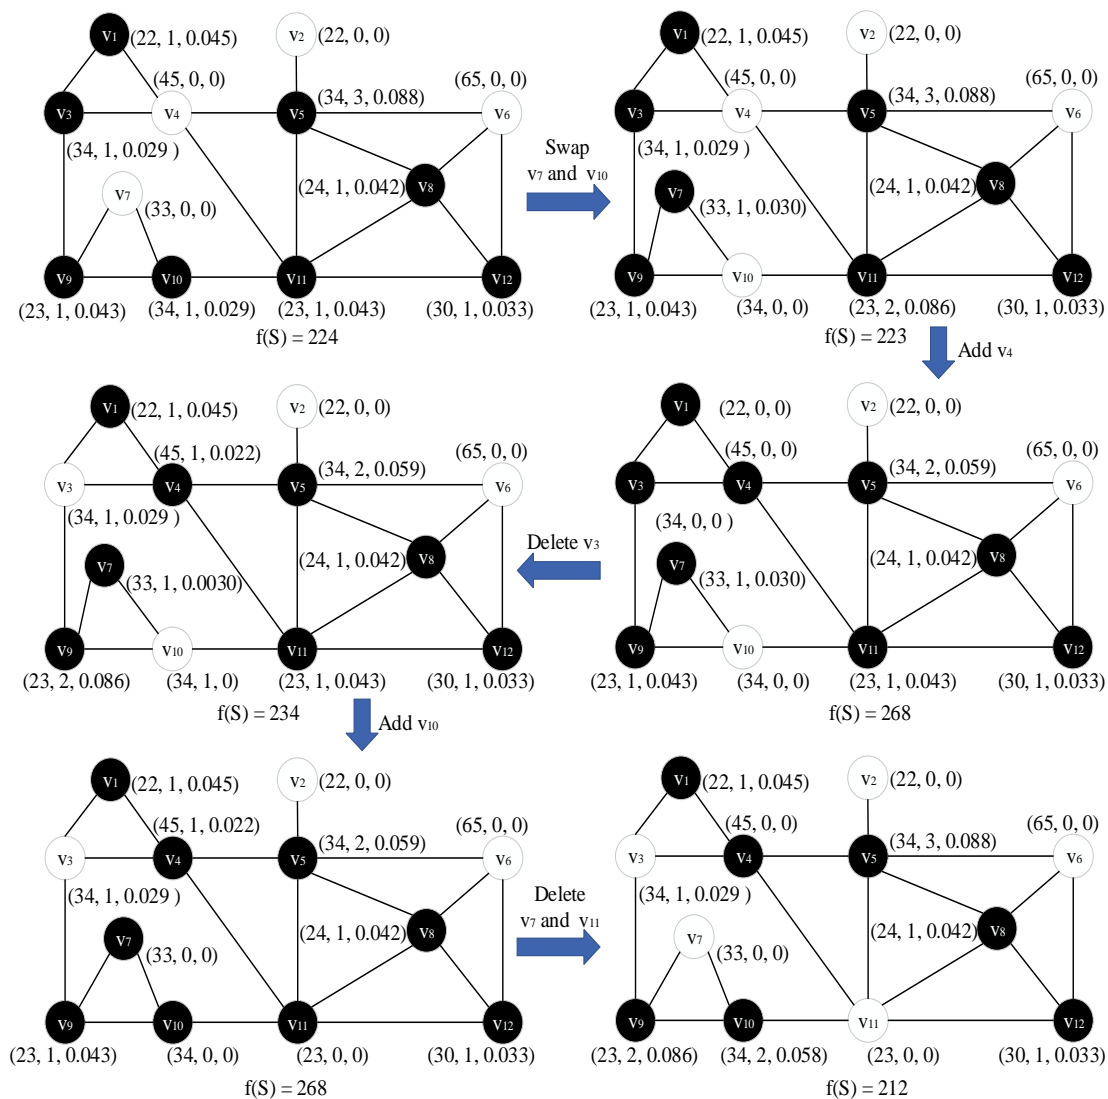 v1 (22, 1, 0.045) v2 (22, 0, 0)
(45, 0, 0) (65, 0, 0)
v3 v4 v5 (34, 3, 0.088) v6
(34, 1, 0.029 )
v7 (24, 1, 0.042) v8
(33, 0, 0)
v9 v10 v11 v12
(23, 1, 0.043) (34, 1, 0.029) (23, 1, 0.043) (30, 1, 0.033)
f(S) = 224
Swap
v7 and v10
v1 (22, 1, 0.045) v2 (22, 0, 0)
(45, 0, 0) (65, 0, 0)
v3 v4 v5 (34, 3, 0.088) v6
(34, 1, 0.029 )
v7 (24, 1, 0.042) v8
(33, 1, 0.030)
v9 v10 v11 v12
(23, 1, 0.043) (34, 0, 0) (23, 2, 0.086) (30, 1, 0.033)
f(S) = 223
Add v4
v1 (22, 0, 0) v2 (22, 0, 0)
(45, 0, 0) (65, 0, 0)
v3 v4 v5 (34, 2, 0.059) v6
(34, 0, 0 )
v7 (24, 1, 0.042) v8
(33, 1, 0.030)
v9 v10 v11 v12
(23, 1, 0.043) (34, 0, 0) (23, 1, 0.043) (30, 1, 0.033)
f(S) = 268
Delete v3
v1 (22, 1, 0.045) v2 (22, 0, 0)
(45, 1, 0.022) (65, 0, 0)
v3 v4 v5 (34, 2, 0.059) v6
(34, 1, 0.029 )
v7 (24, 1, 0.042) v8
(33, 1, 0.0030)
v9 v10 v11 v12
(23, 2, 0.086) (34, 1, 0) (23, 1, 0.043) (30, 1, 0.033)
f(S) = 234
Add v10
v1 (22, 1, 0.045) v2 (22, 0, 0)
(45, 1, 0.022) (65, 0, 0)
v3 v4 v5 (34, 2, 0.059) v6
(34, 1, 0.029 )
v7 (24, 1, 0.042) v8
(33, 0, 0)
v9 v10 v11 v12
(23, 1, 0.043) (34, 0, 0) (23, 0, 0) (30, 1, 0.033)
f(S) = 268
Delete
v7 and v11
v1 (22, 1, 0.045) v2 (22, 0, 0)
(45, 0, 0) (65, 0, 0)
v3 v4 v5 (34, 3, 0.088) v6
(34, 1, 0.029 )
v7 (24, 1, 0.042) v8
(33, 0, 0)
v9 v10 v11 v12
(23, 2, 0.086) (34, 2, 0.058) (23, 0, 0) (30, 1, 0.033)
f(S) = 212